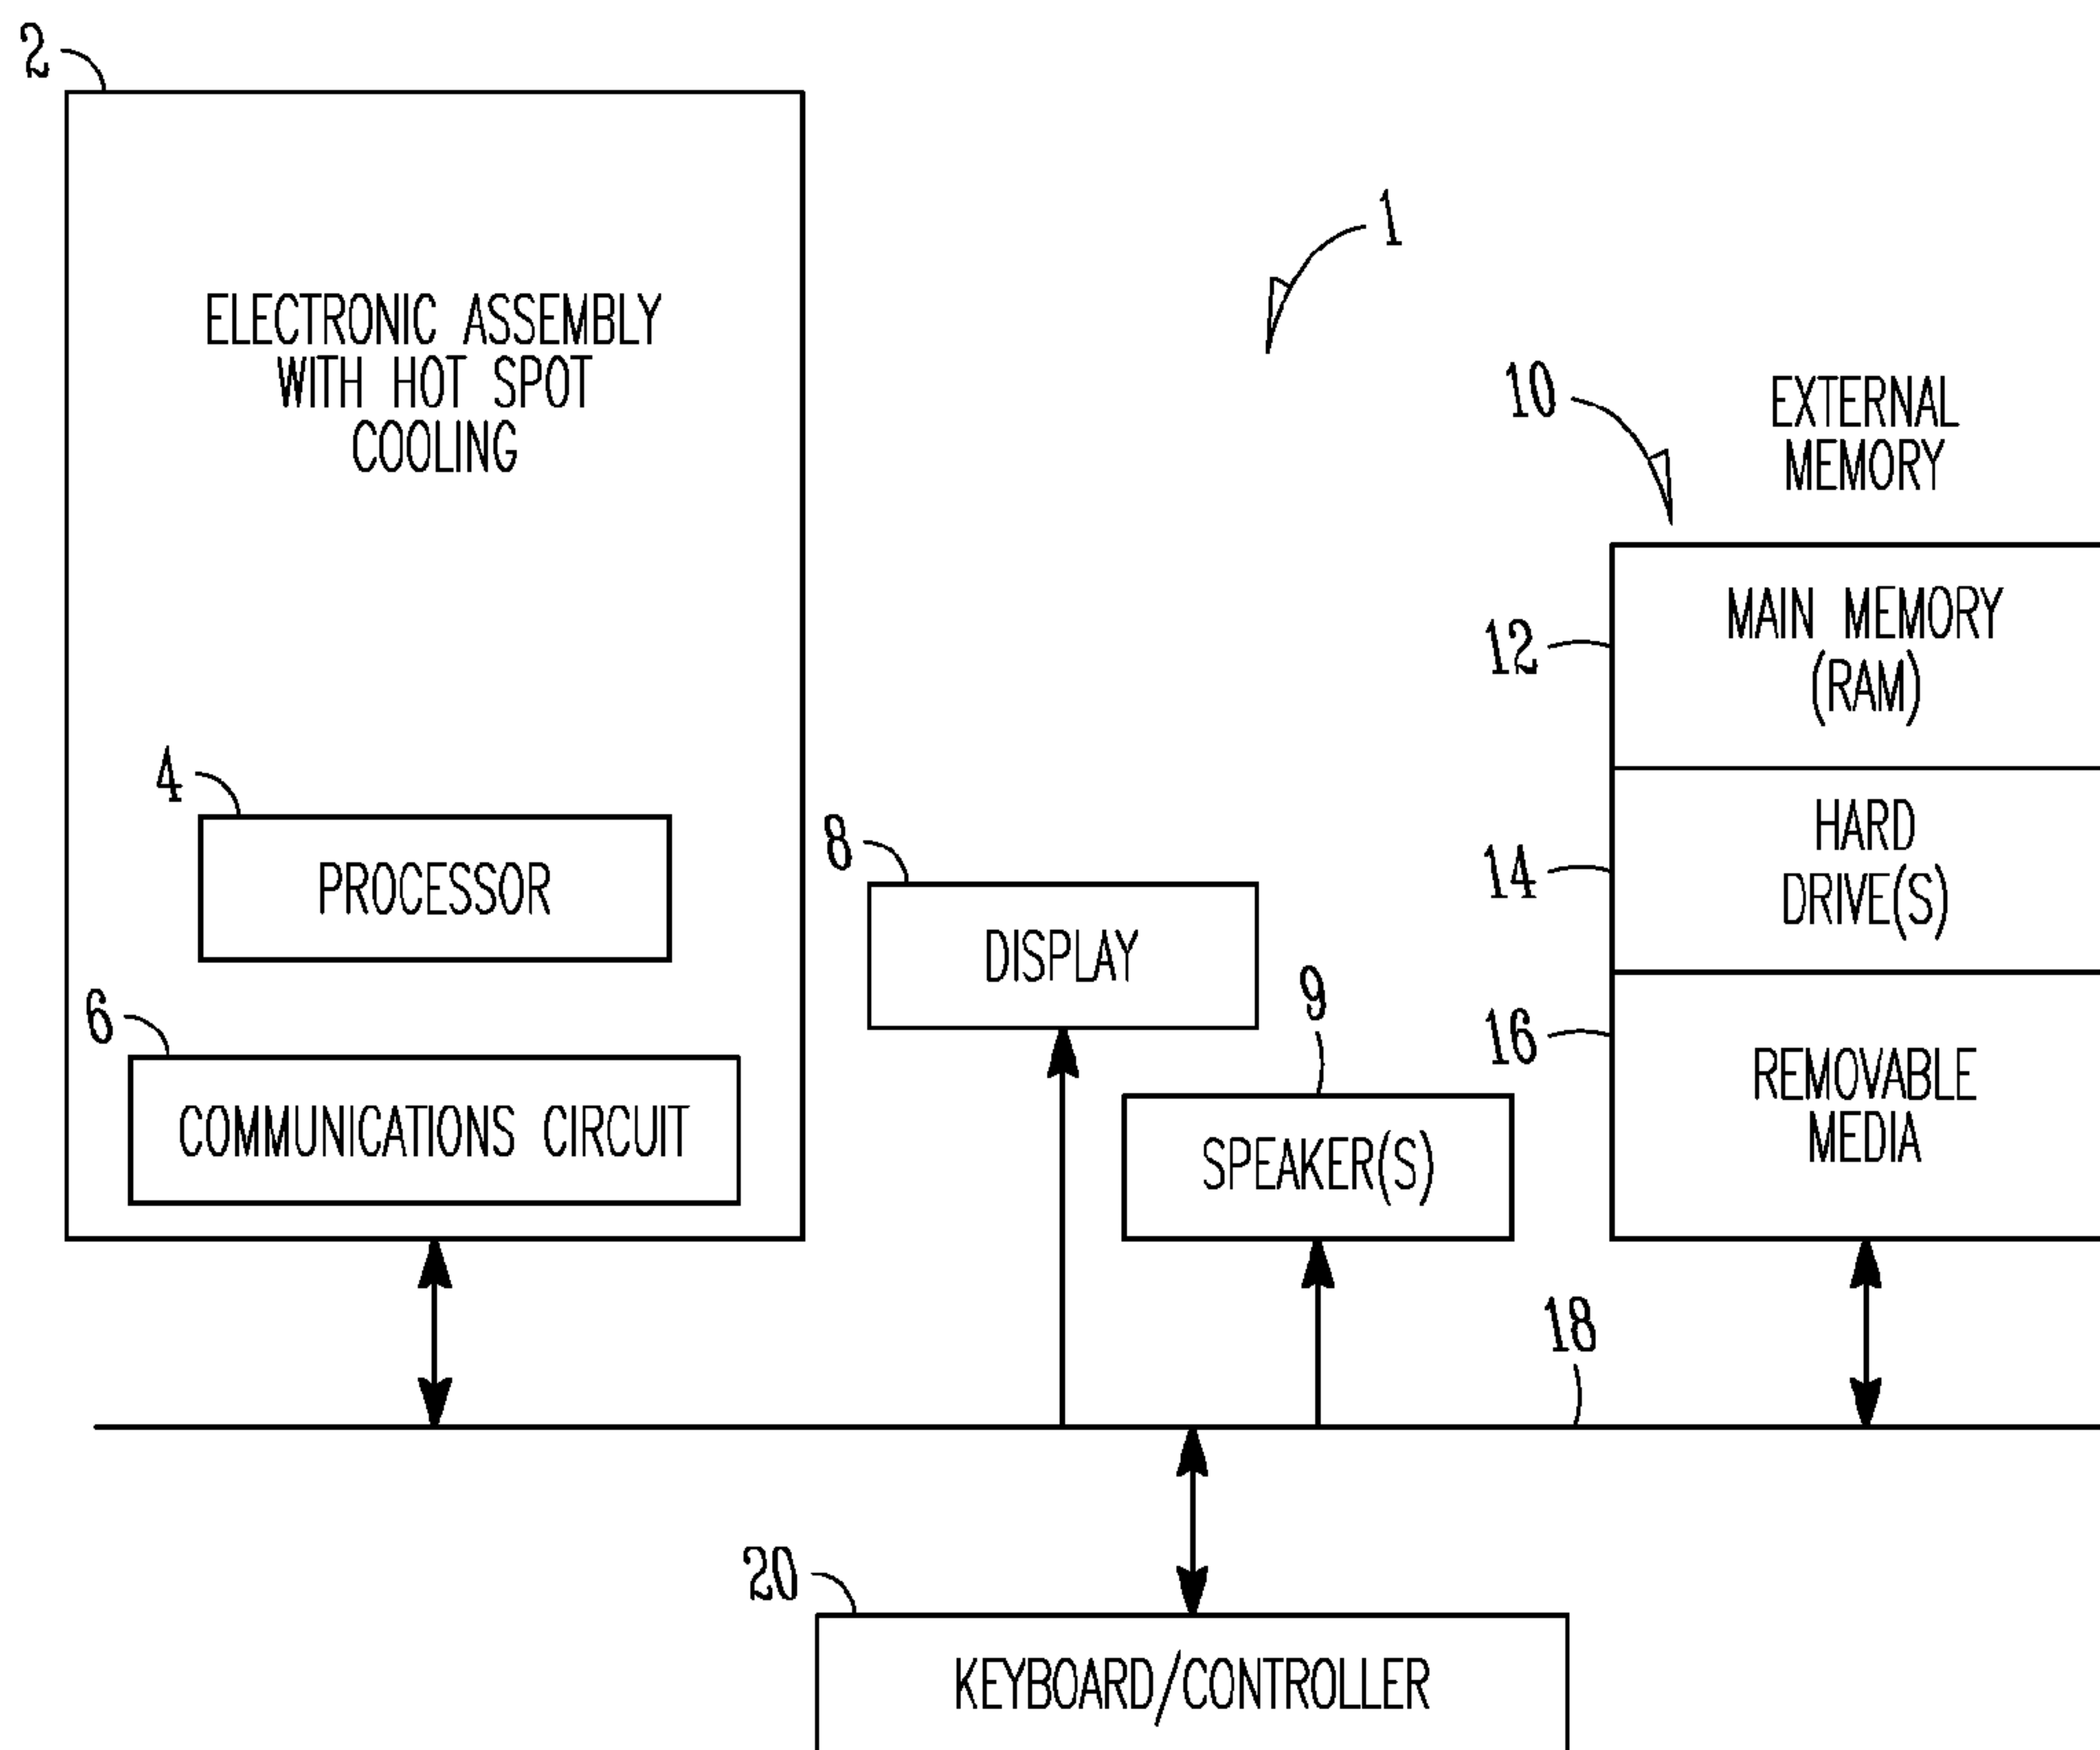 2
ELECTRONIC ASSEMBLY
WITH HOT SPOT
COOLING
1
10
EXTERNAL
MEMORY
12
MAIN MEMORY
(RAM)
4
PROCESSOR
8
DISPLAY
14
HARD
DRIVE(S)
6
COMMUNICATIONS CIRCUIT
9
SPEAKER(S)
16
REMOVABLE
MEDIA
18
20
KEYBOARD/CONTROLLER